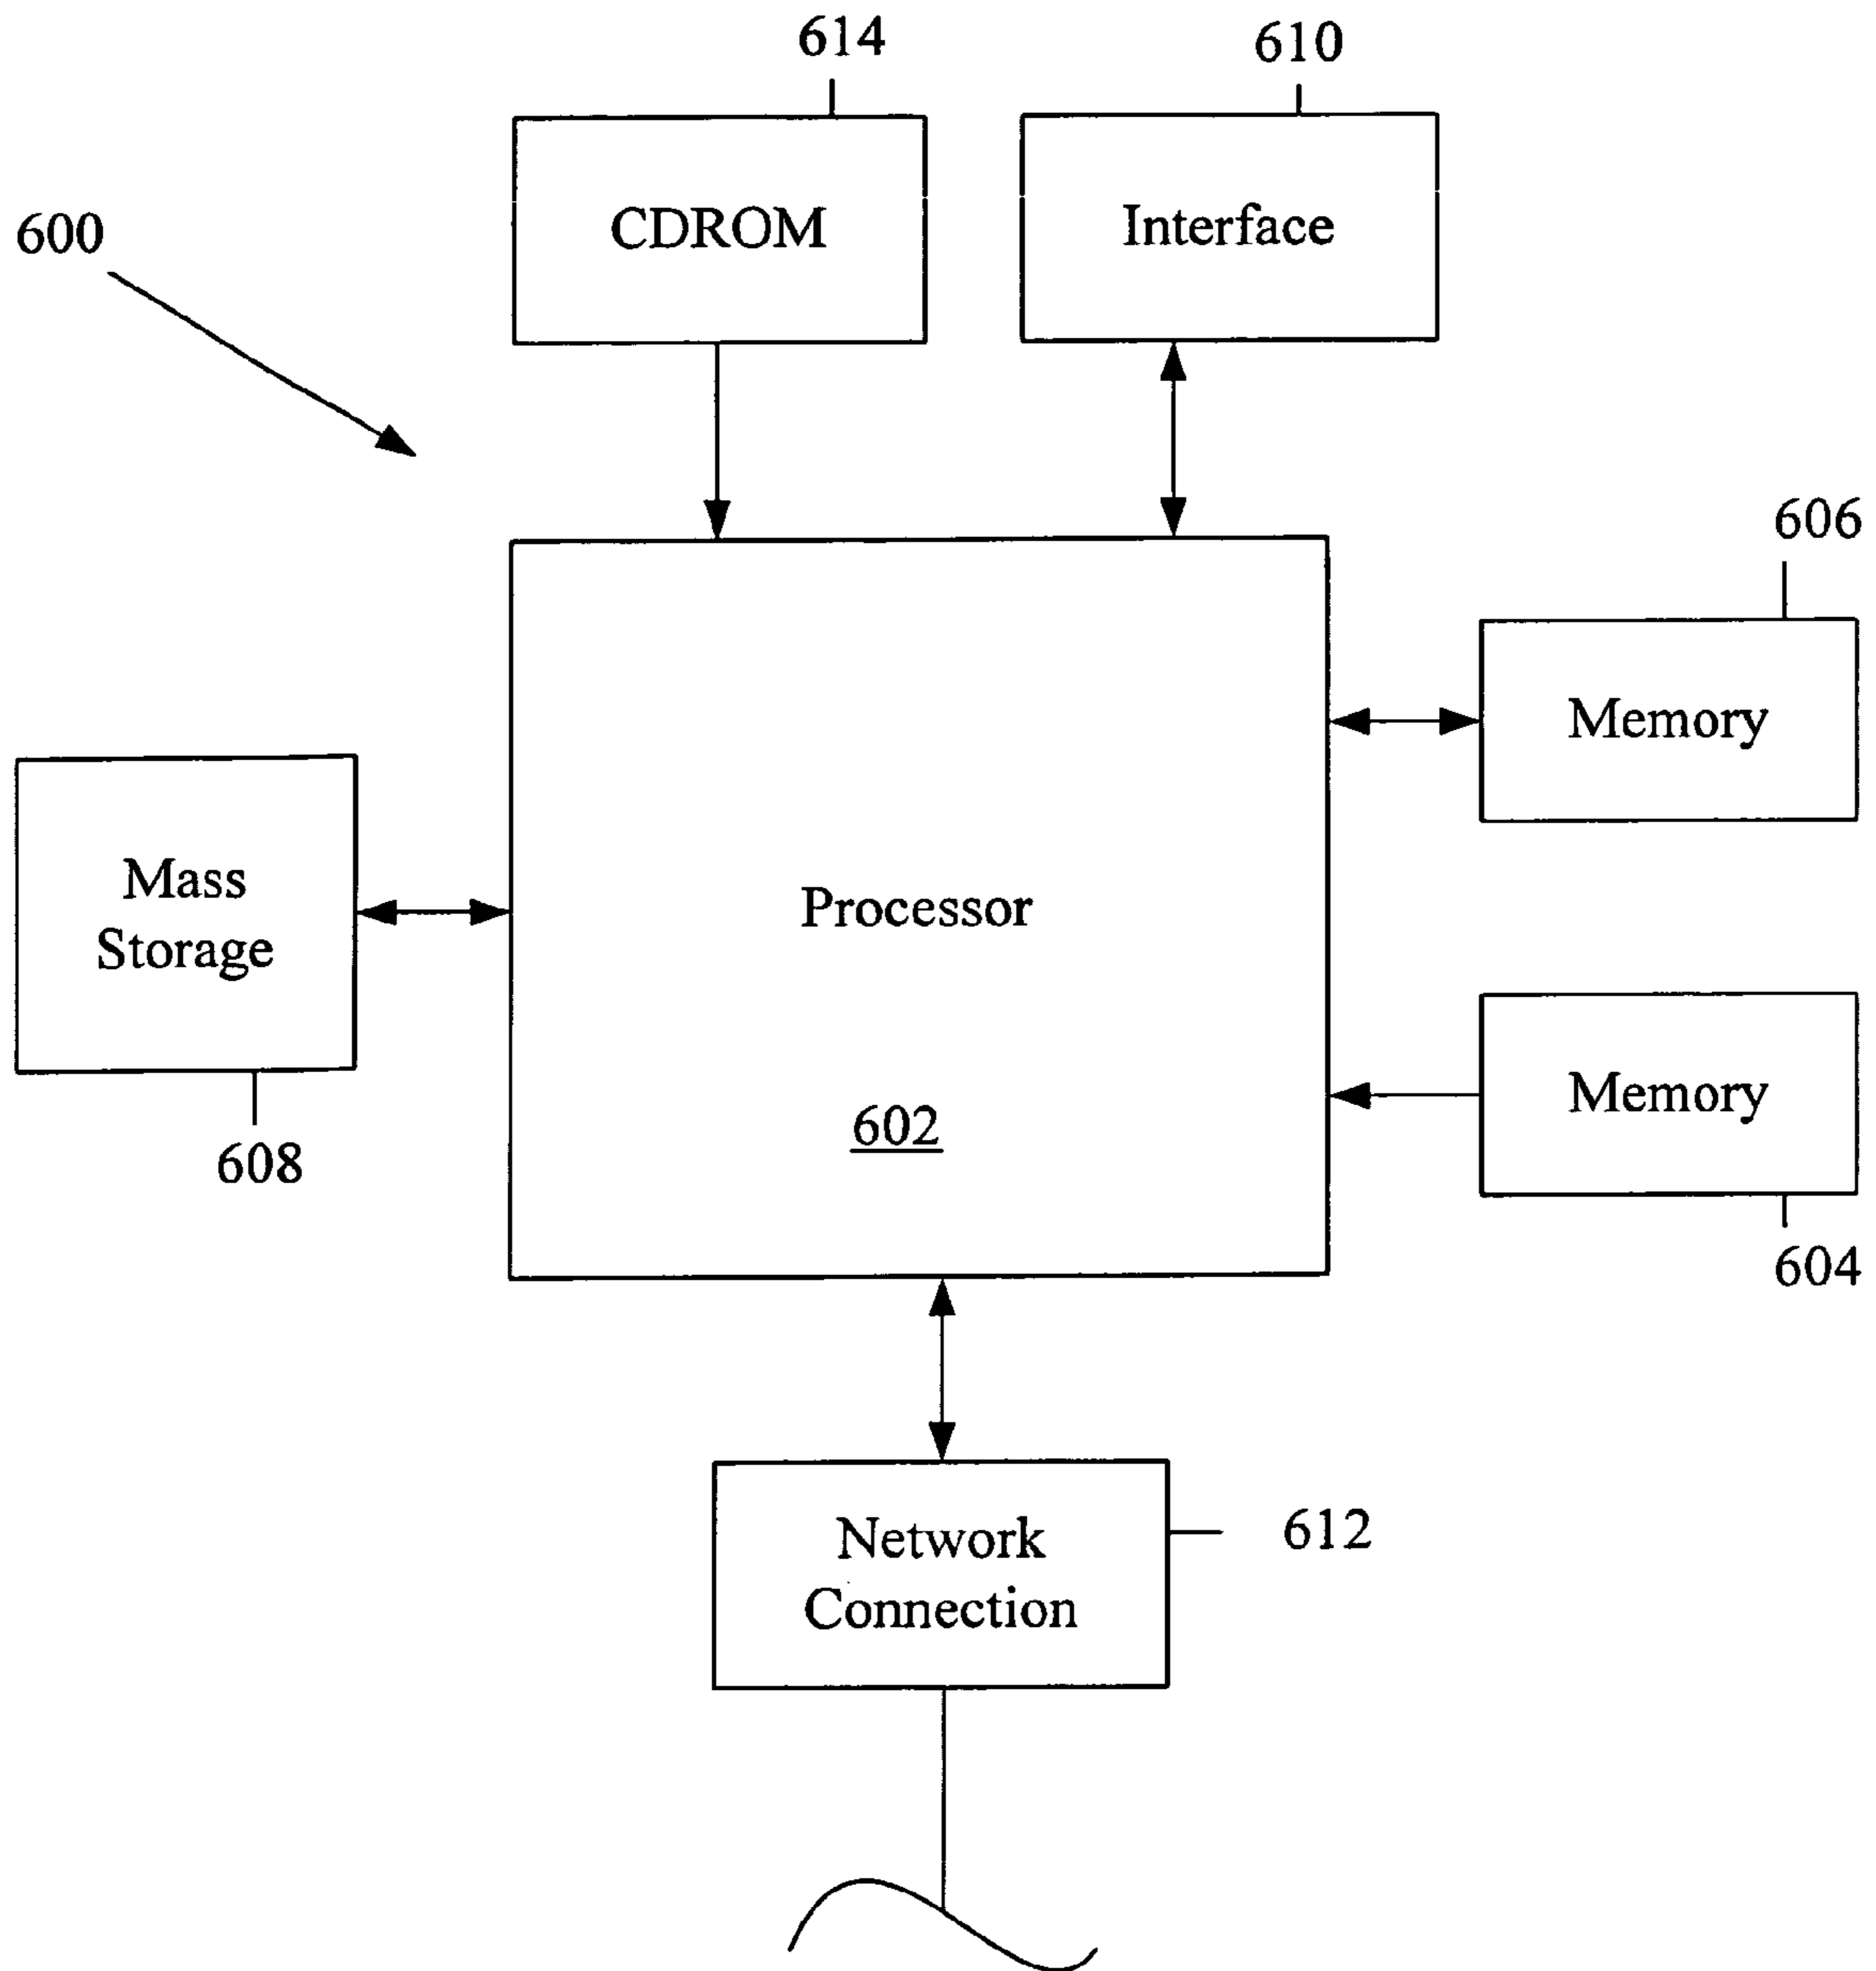 614
610
CDROM
Interface
600
606
Memory
Mass
Storage
Processor
Memory
602
608
604
Network
Connection
612